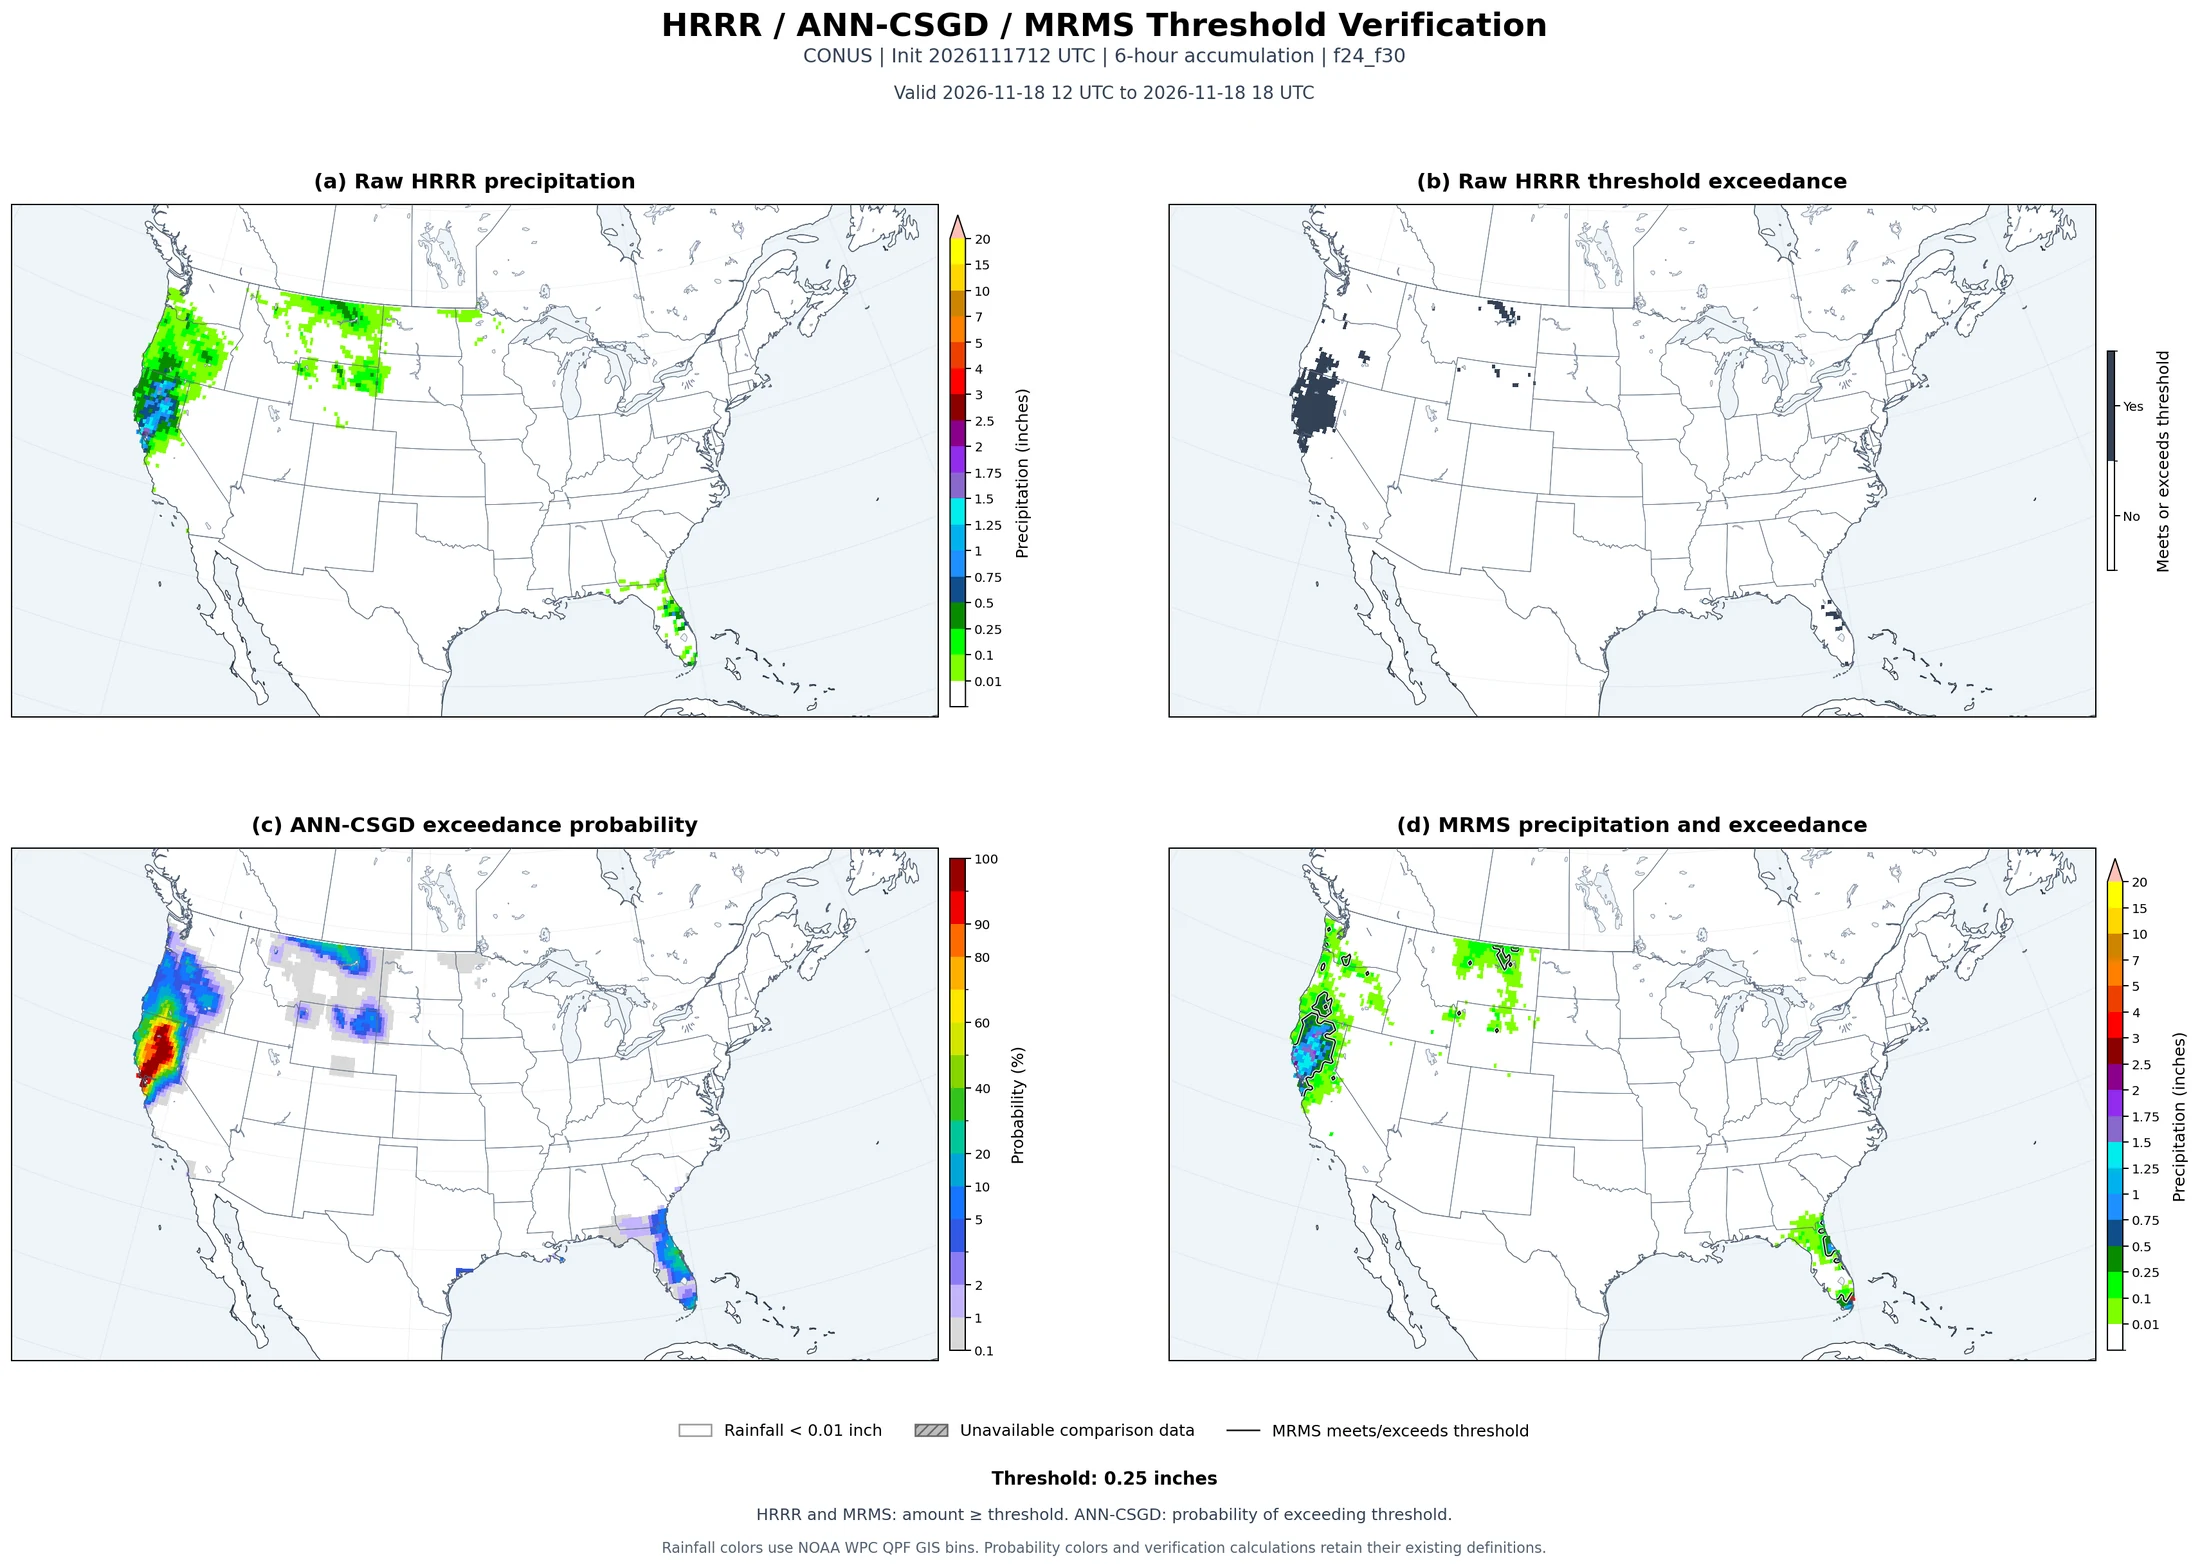 HRRR / ANN-CSGD / MRMS Threshold Verification
CONUS | Init 2026111712 UTC | 6-hour accumulation | f24_f30
Valid 2026-11-18 12 UTC to 2026-11-18 18 UTC
(a) Raw HRRR precipitation
20
15
10
7
5
4
3
2.5
2
1.75
1.5
1.25
1
0.75
0.5
0.25
0.1
0.01
Precipitation (inches)
(b) Raw HRRR threshold exceedance
Yes
No
Meets or exceeds threshold
(c) ANN-CSGD exceedance probability
100
90
80
60
40
20
10
5
2
1
0.1
Probability (%)
(d) MRMS precipitation and exceedance
20
15
10
7
5
4
3
2.5
2
1.75
1.5
1.25
1
0.75
0.5
0.25
0.1
0.01
Precipitation (inches)
Rainfall < 0.01 inch
Unavailable comparison data
MRMS meets/exceeds threshold
Threshold: 0.25 inches
HRRR and MRMS: amount ≥ threshold. ANN-CSGD: probability of exceeding threshold.
Rainfall colors use NOAA WPC QPF GIS bins. Probability colors and verification calculations retain their existing definitions.